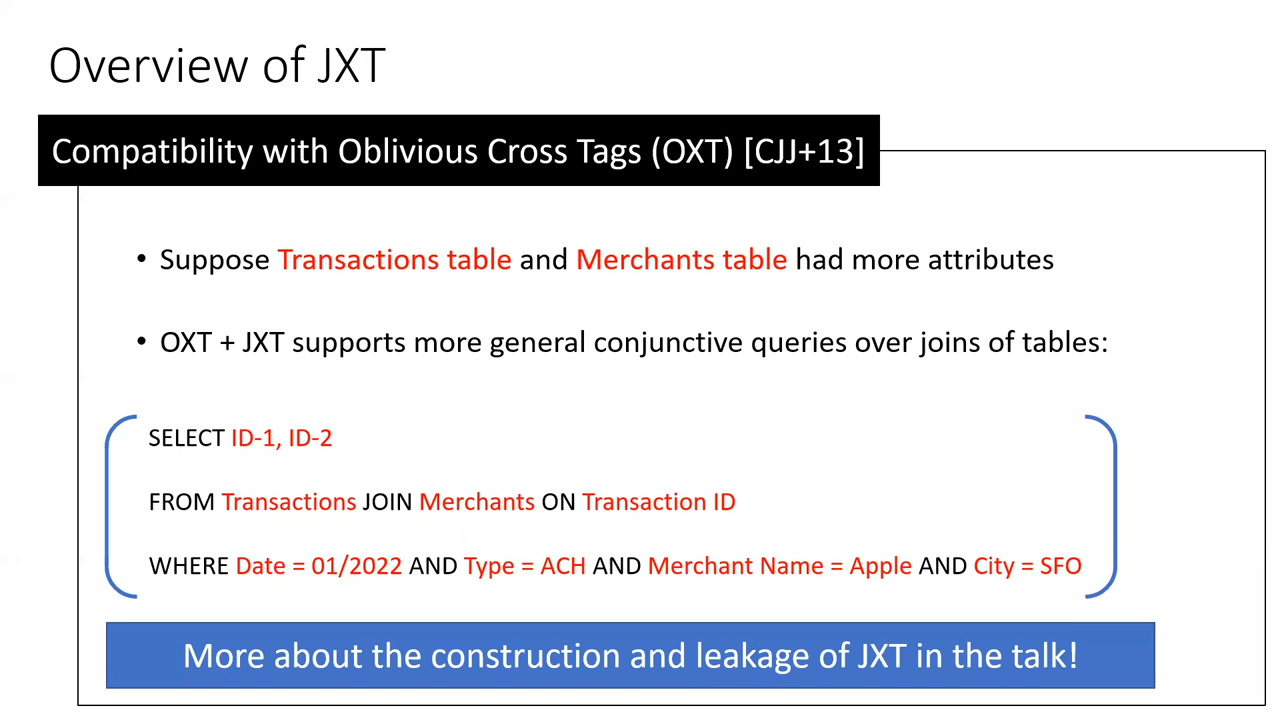 Overview of JXT
Compatibility with Oblivious Cross Tags (OXT) [CJJ+13]
• Suppose Transactions table and Merchants table had more attributes
• OXT + JXT supports more general conjunctive queries over joins of tables:
SELECT ID-1, ID-2
FROM Transactions JOIN Merchants ON Transaction ID
WHERE Date = 01/2022 AND Type = ACH AND Merchant Name = Apple AND City = SFO
More about the construction and leakage of JXT in the talk!